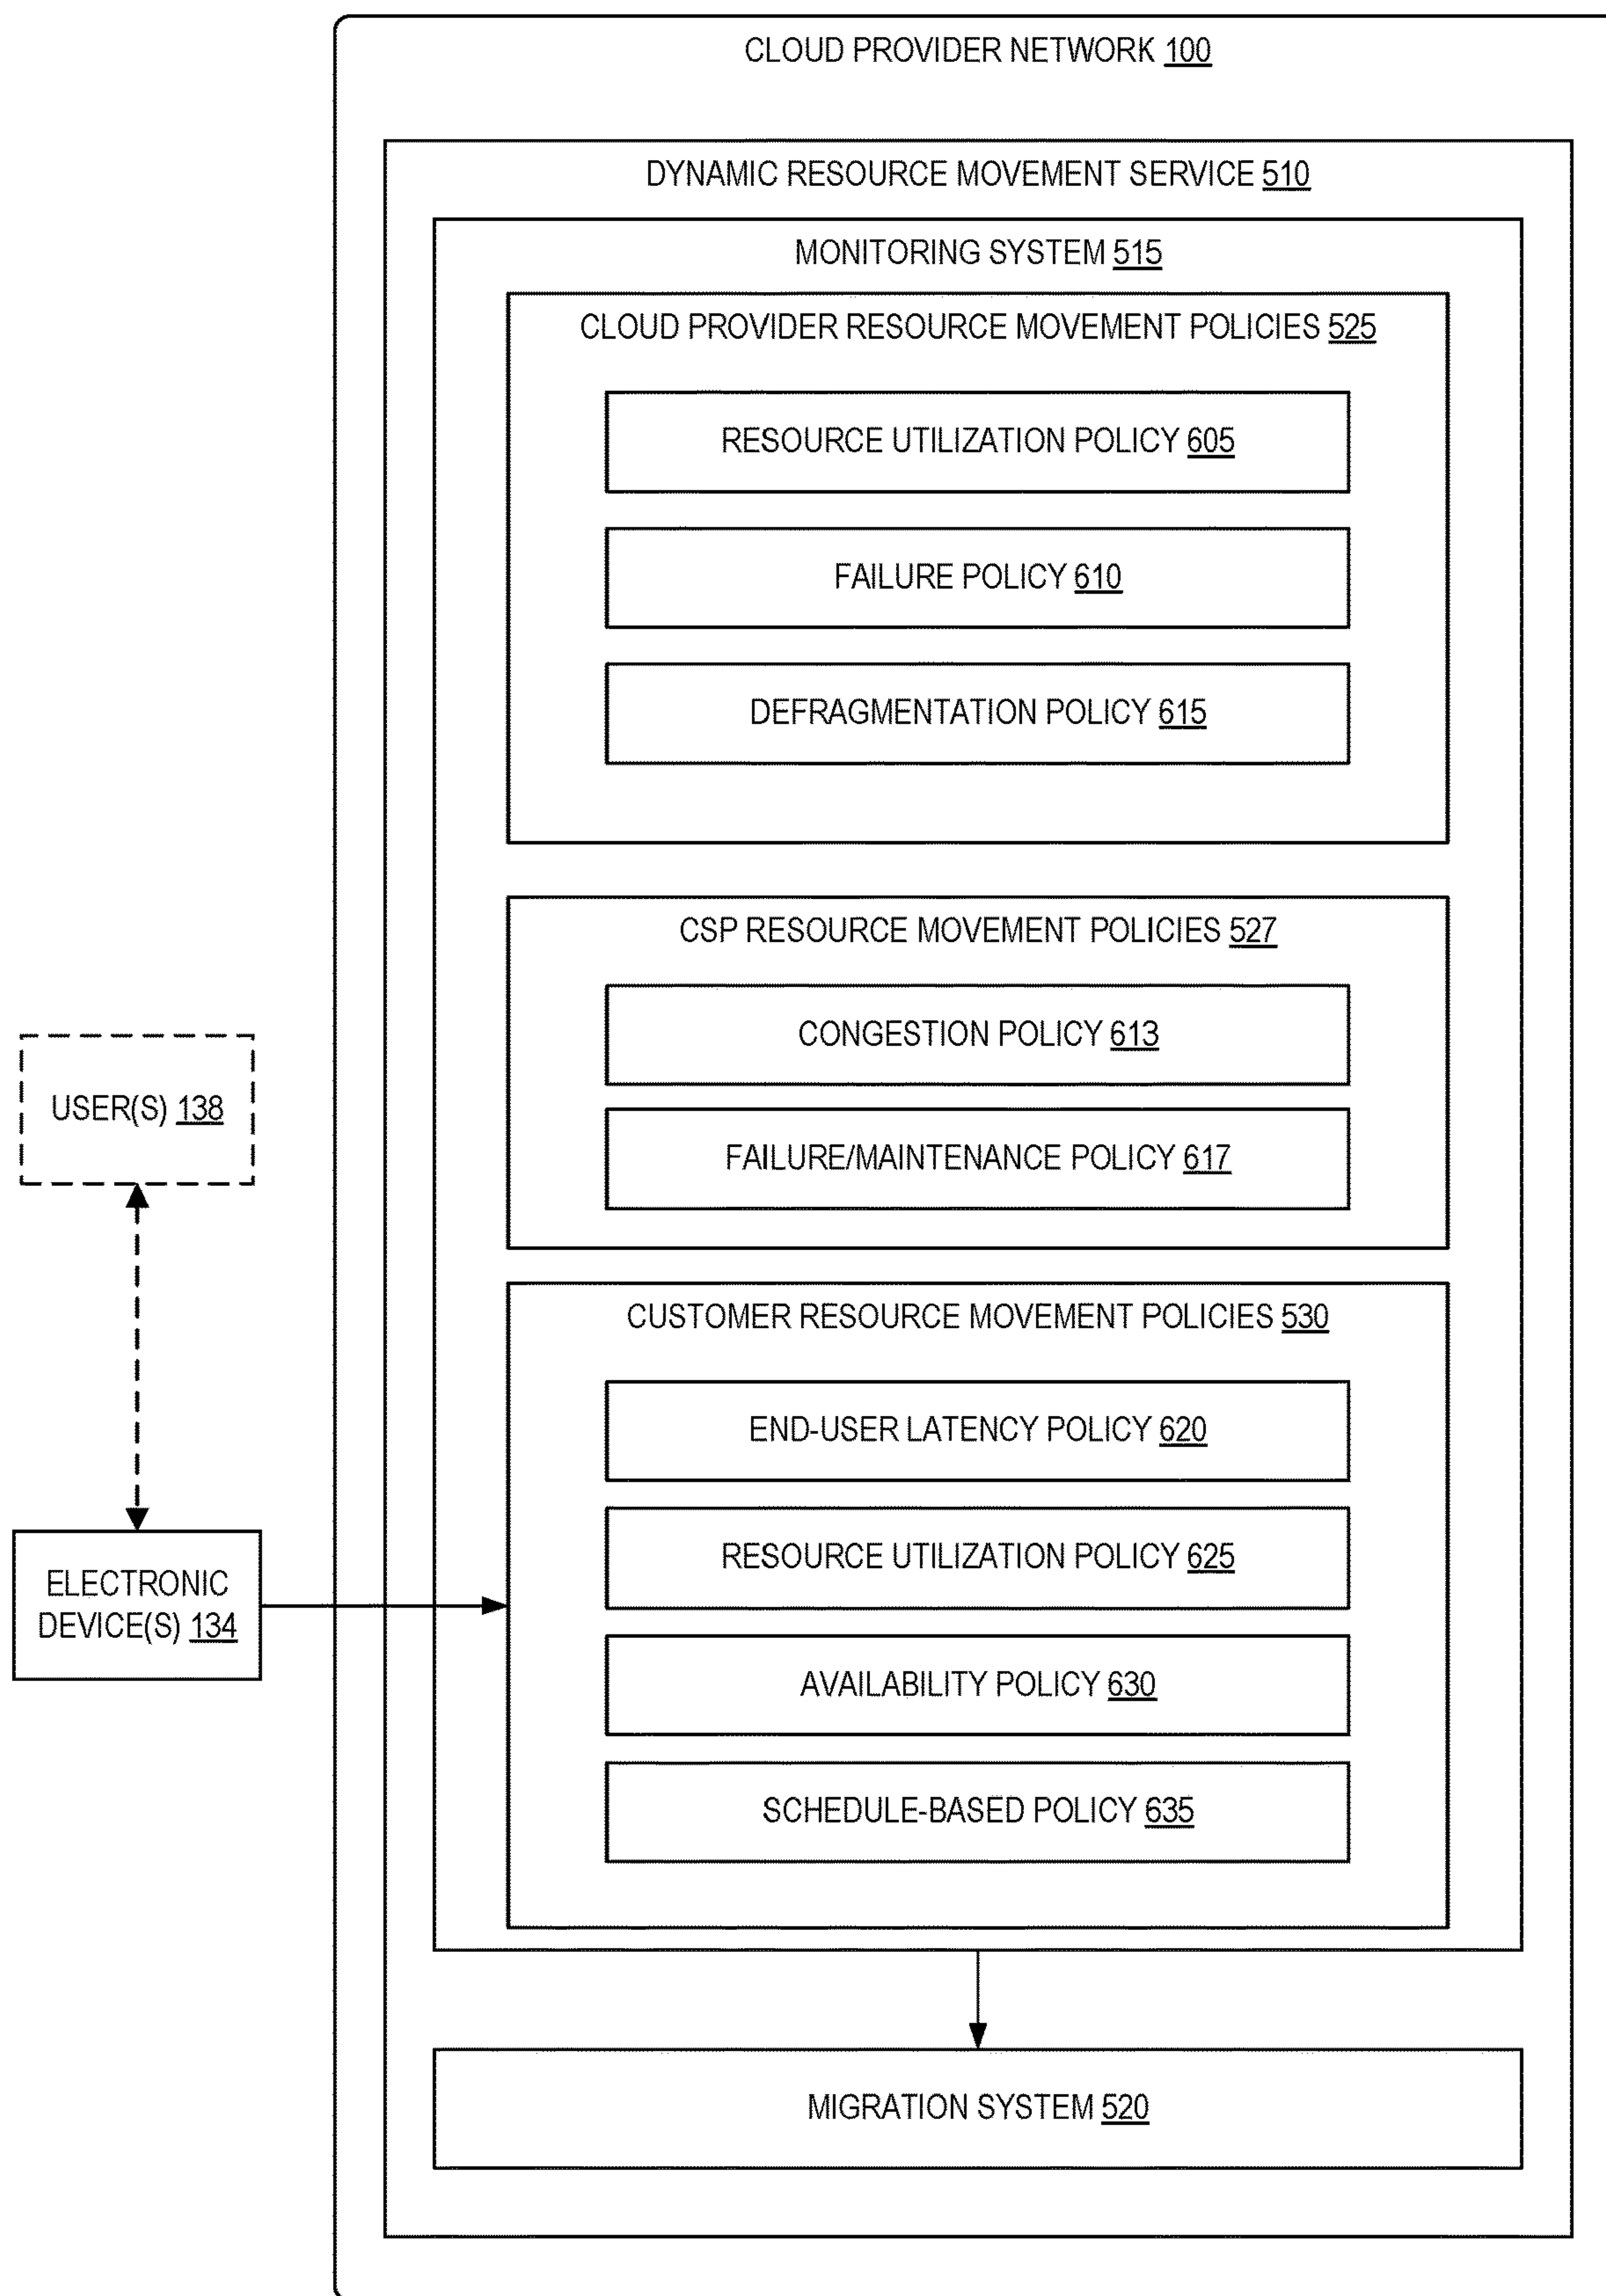 CLOUD PROVIDER NETWORK 100
DYNAMIC RESOURCE MOVEMENT SERVICE 510
MONITORING SYSTEM 515
CLOUD PROVIDER RESOURCE MOVEMENT POLICIES 525
RESOURCE UTILIZATION POLICY 605
FAILURE POLICY 610
DEFRAGMENTATION POLICY 615
CSP RESOURCE MOVEMENT POLICIES 527
CONGESTION POLICY 613
FAILURE/MAINTENANCE POLICY 617
USER(S) 138
CUSTOMER RESOURCE MOVEMENT POLICIES 530
END-USER LATENCY POLICY 620
RESOURCE UTILIZATION POLICY 625
AVAILABILITY POLICY 630
SCHEDULE-BASED POLICY 635
ELECTRONIC
DEVICE(S) 134
MIGRATION SYSTEM 520